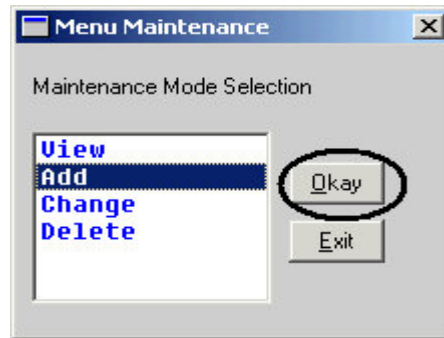 Menu Maintenance
Maintenance Mode Selection
View
Add
Change
Delete
Okay
Exit